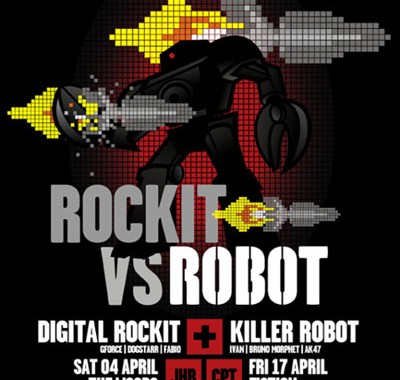 ROCKIT
VS ROBOT
DIGITAL ROCKIT + KILLER ROBOT
GFORCE | DOGSTARR | FABIO IVAN | BRUNO MORPHET | AK47
SAT 04 APRIL JHB CPT FRI 17 APRIL